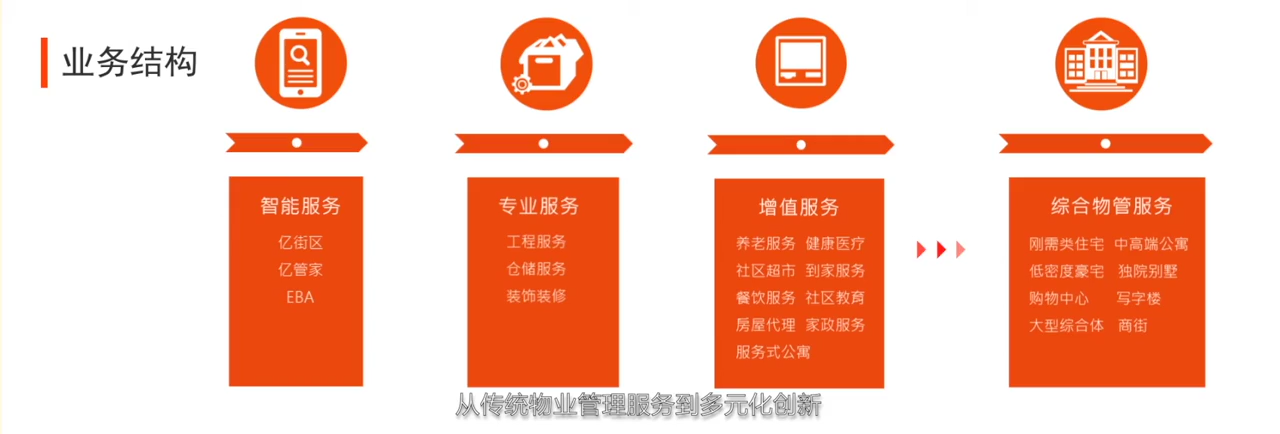 业务结构
智能服务
亿街区
亿管家
EBA
专业服务
工程服务
仓储服务
装饰装修
增值服务
养老服务 健康医疗
社区超市 到家服务
餐饮服务 社区教育
房屋代理 家政服务
服务式公寓
综合物管服务
刚需类住宅 中高端公寓
低密度豪宅 独院别墅
购物中心 写字楼
大型综合体 商街
从传统物业管理服务到多元化创新